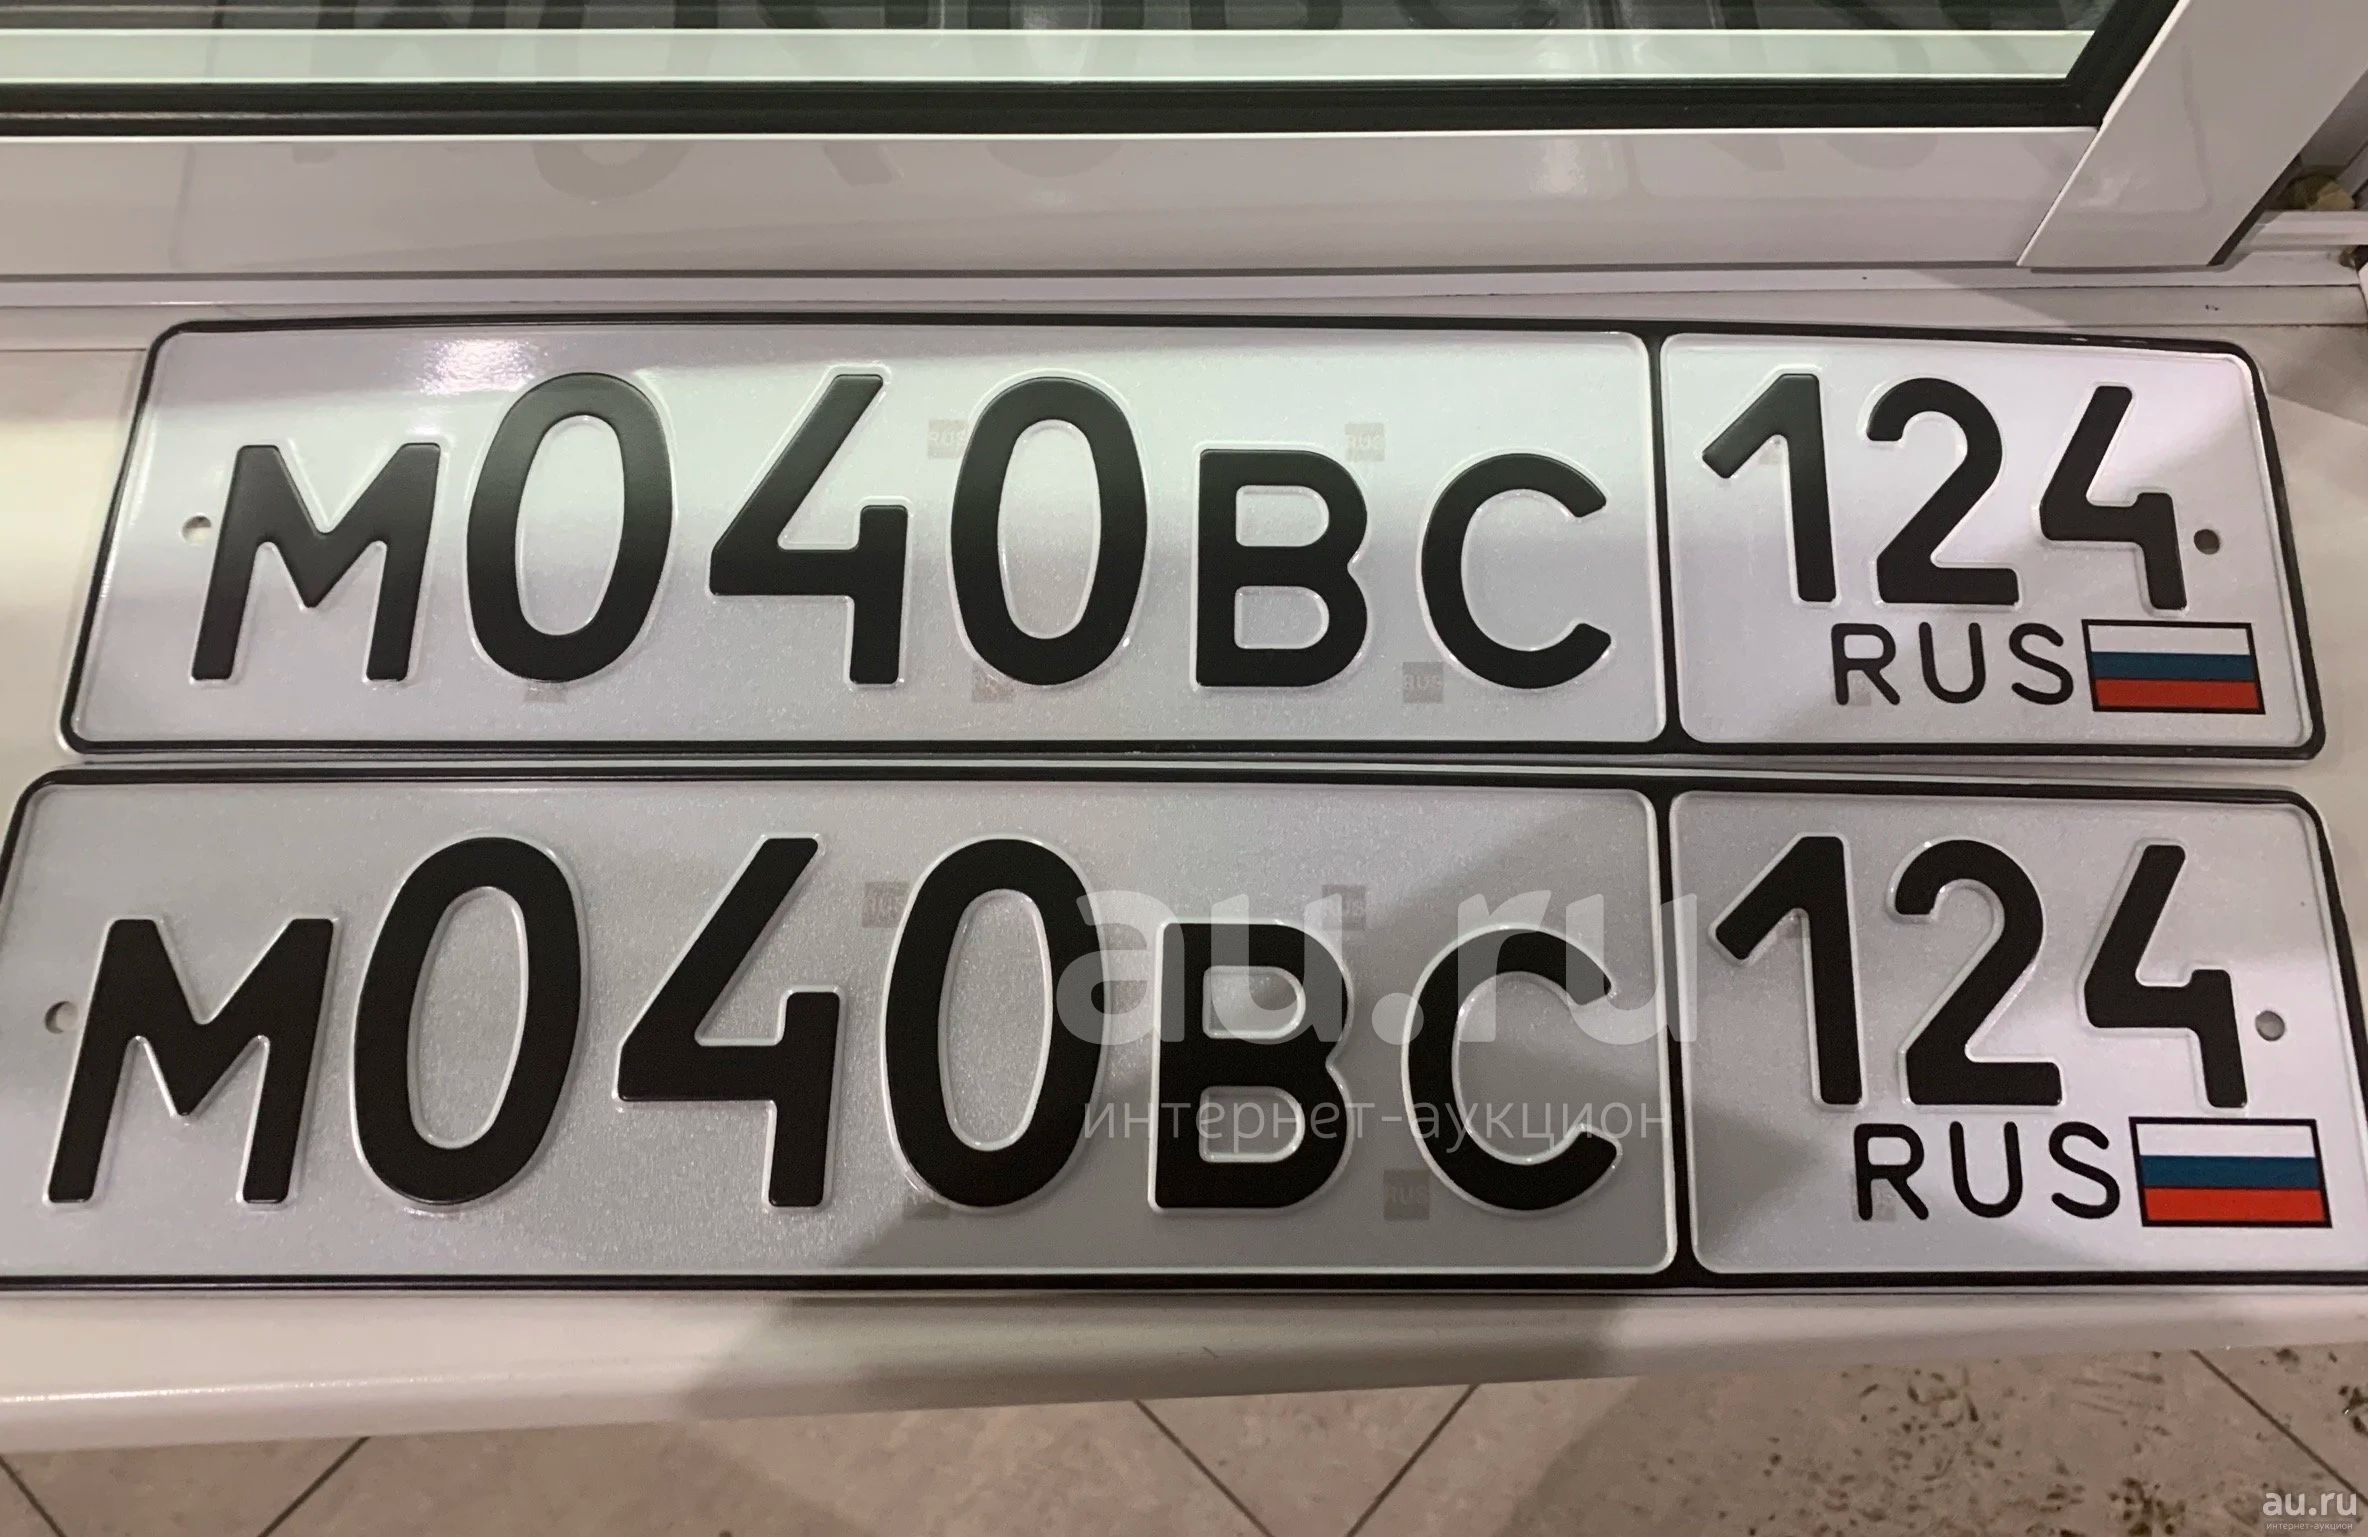 М040ВС 124
RUS
М040ВС 124
RUS
au.ru
интернет-аукцион
au.ru
интернет-аукцион